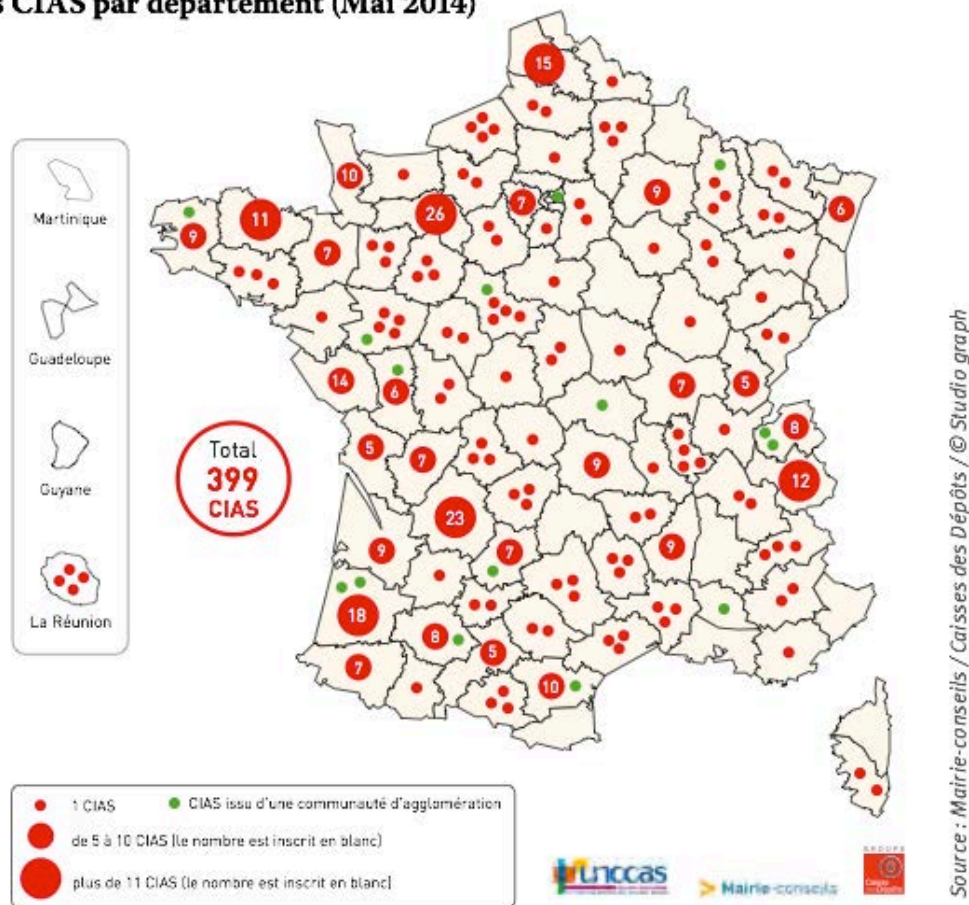 s CIAS par département (Mai 2014)
15
10
9
7
26
11
9
7
6
14
6
7
5
8
5
7
9
12
23
9
7
9
18
8
5
7
10
Martinique
Guadeloupe
Guyane
La Réunion
Total
399
CIAS
1 CIAS
CIAS issu d'une communauté d'agglomération
de 5 à 10 CIAS (le nombre est inscrit en blanc)
plus de 11 CIAS (le nombre est inscrit en blanc)
unccas
Mairie-conseils
GROUPE
Source : Mairie-conseils / Caisses des Dépôts / © Studio graph